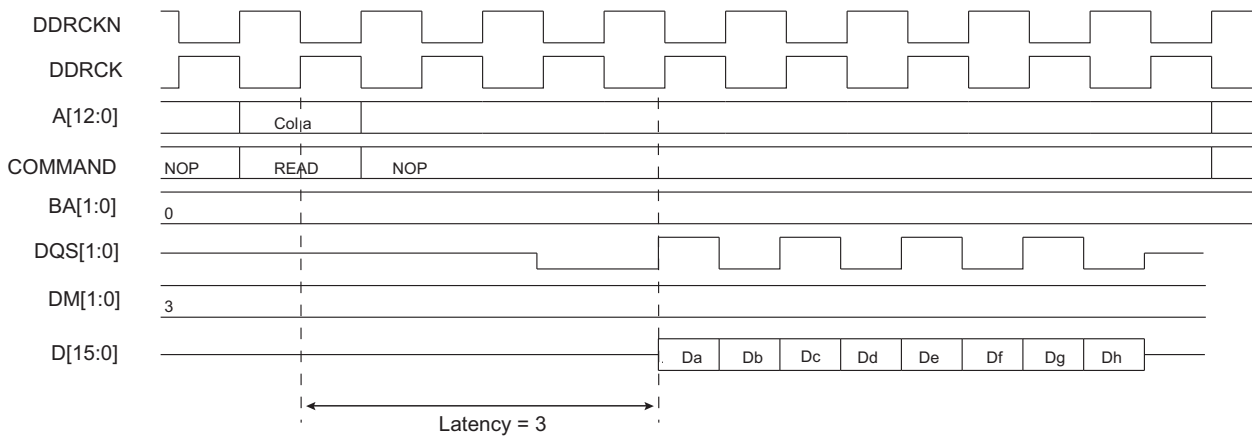 DDRCKN
DDRCK
A[12:0]
Col a
COMMAND
NOP
READ
NOP
BA[1:0]
0
DQS[1:0]
DM[1:0]
3
D[15:0]
Da
Db
Dc
Dd
De
Df
Dg
Dh
Latency = 3